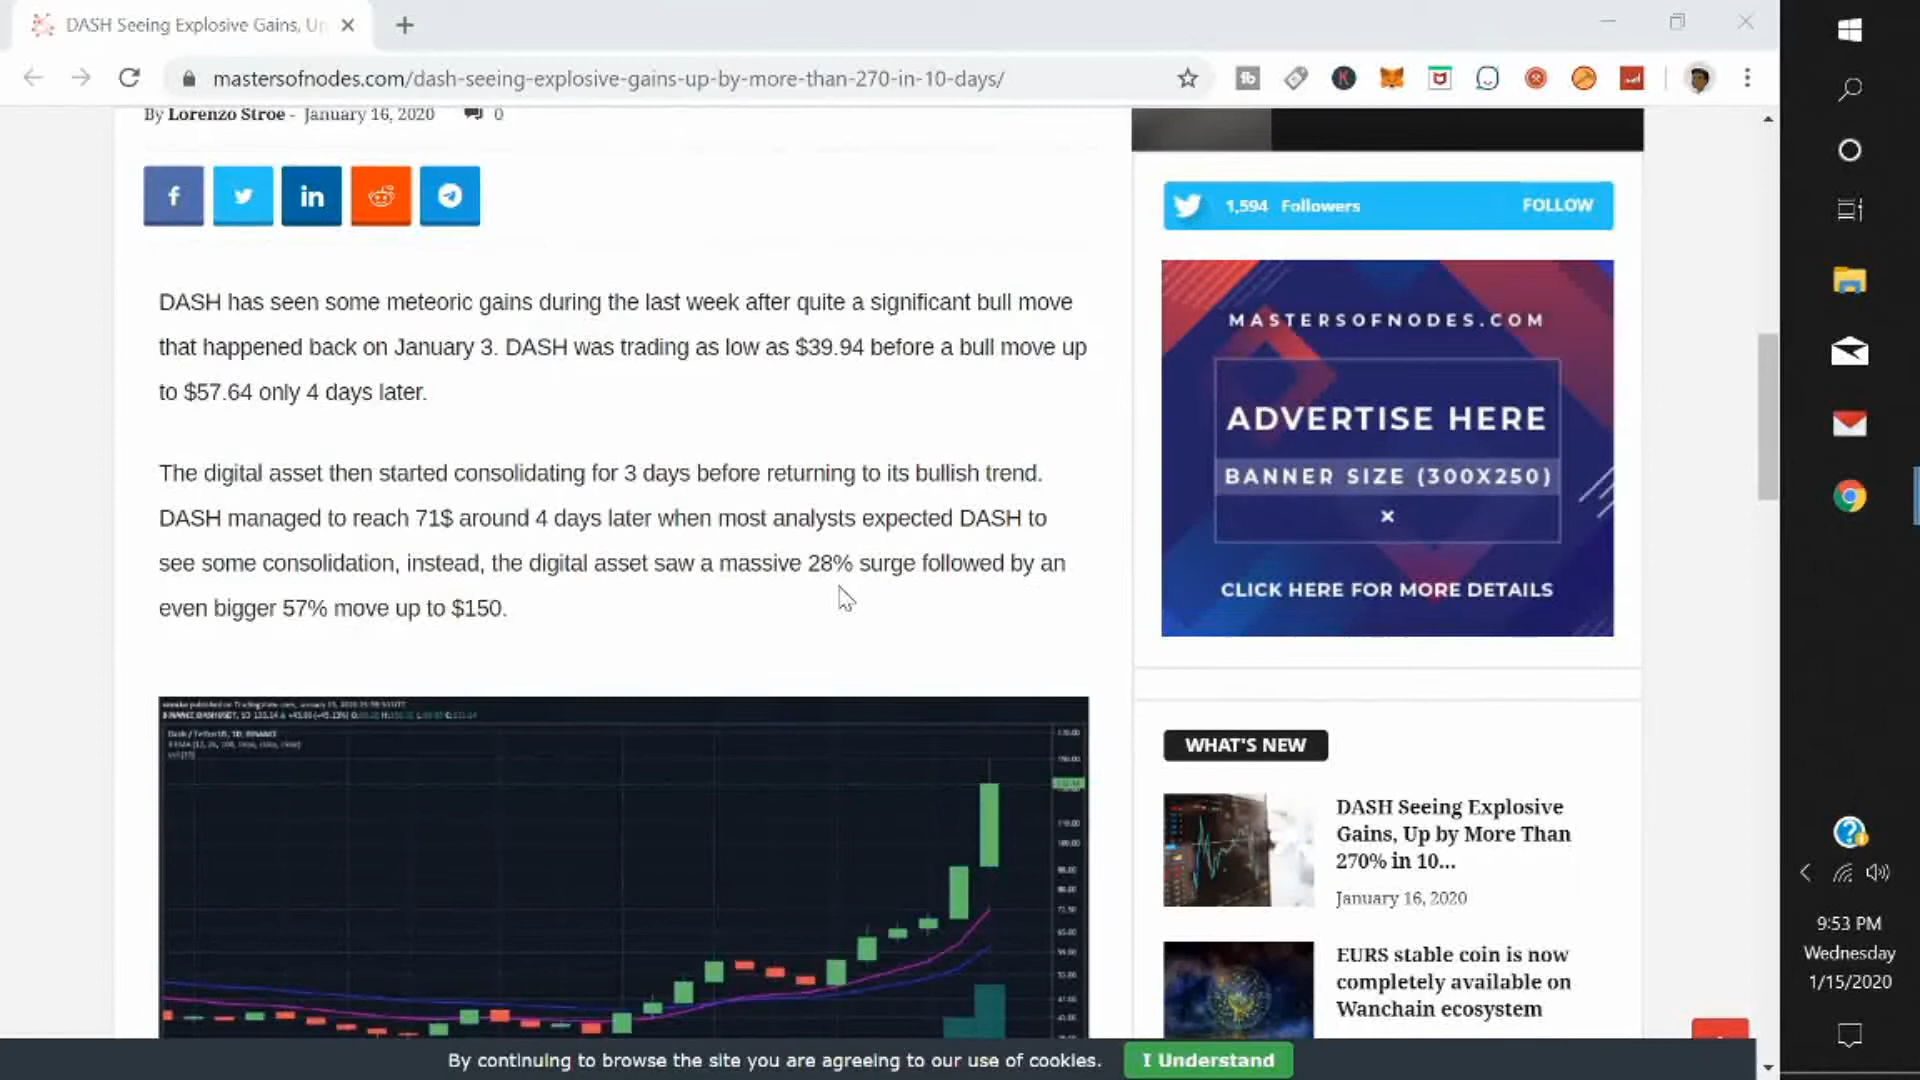 DASH Seeing Explosive Gains, Up
mastersofnodes.com/dash-seeing-explosive-gains-up-by-more-than-270-in-10-days/
By Lorenzo Stroe - January 16, 2020 0
DASH has seen some meteoric gains during the last week after quite a significant bull move
that happened back on January 3. DASH was trading as low as $39.94 before a bull move up
to $57.64 only 4 days later.
The digital asset then started consolidating for 3 days before returning to its bullish trend.
DASH managed to reach 71$ around 4 days later when most analysts expected DASH to
see some consolidation, instead, the digital asset saw a massive 28% surge followed by an
even bigger 57% move up to $150.
1,594 Followers FOLLOW
MASTERSOFNODES.COM
ADVERTISE HERE
BANNER SIZE (300X250)
CLICK HERE FOR MORE DETAILS
WHAT'S NEW
DASH Seeing Explosive
Gains, Up by More Than
270% in 10...
January 16, 2020
EURS stable coin is now
completely available on
Wanchain ecosystem
By continuing to browse the site you are agreeing to our use of cookies. I Understand
9:53 PM
Wednesday
1/15/2020